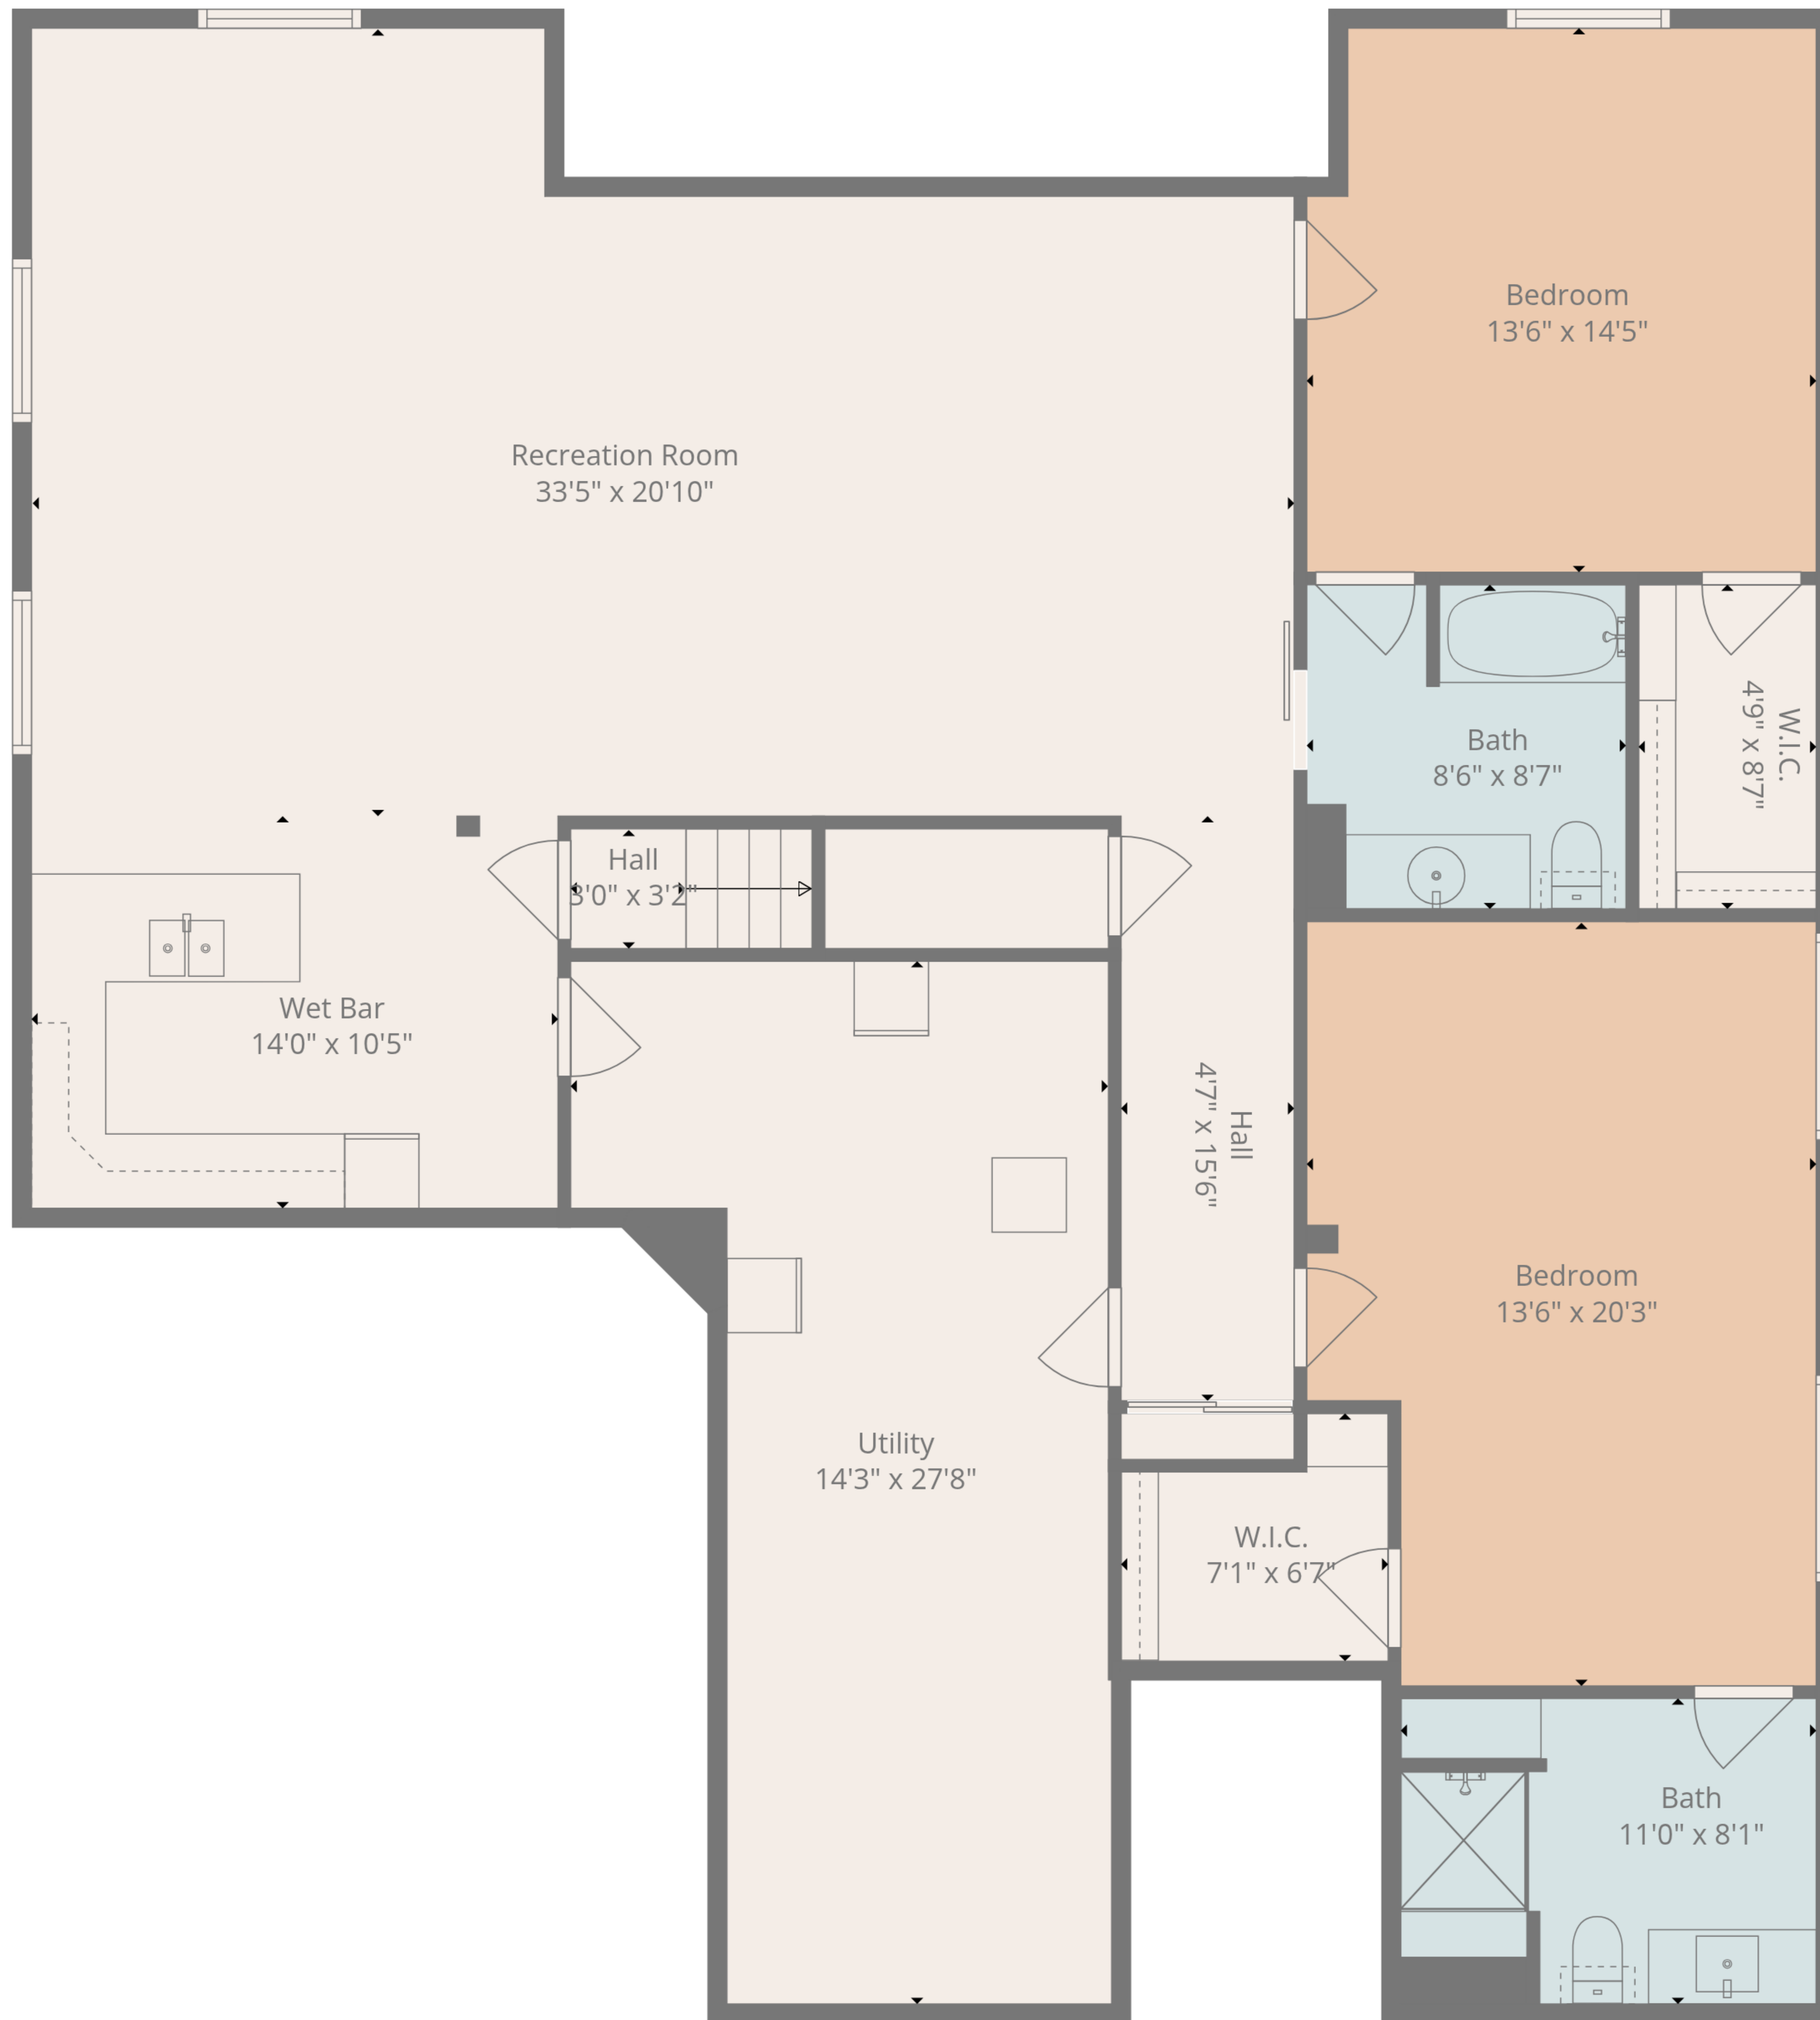 Bedroom
13'6" x 14'5"
Recreation Room
33'5" x 20'10"
W.I.C.
4'9" x 8'7"
Bath
8'6" x 8'7"
Hall
3'0" x 3'2"
Wet Bar
14'0" x 10'5"
Hall
4'7" x 15'6"
Bedroom
13'6" x 20'3"
Utility
14'3" x 27'8"
W.I.C.
7'1" x 6'7"
Bath
11'0" x 8'1"